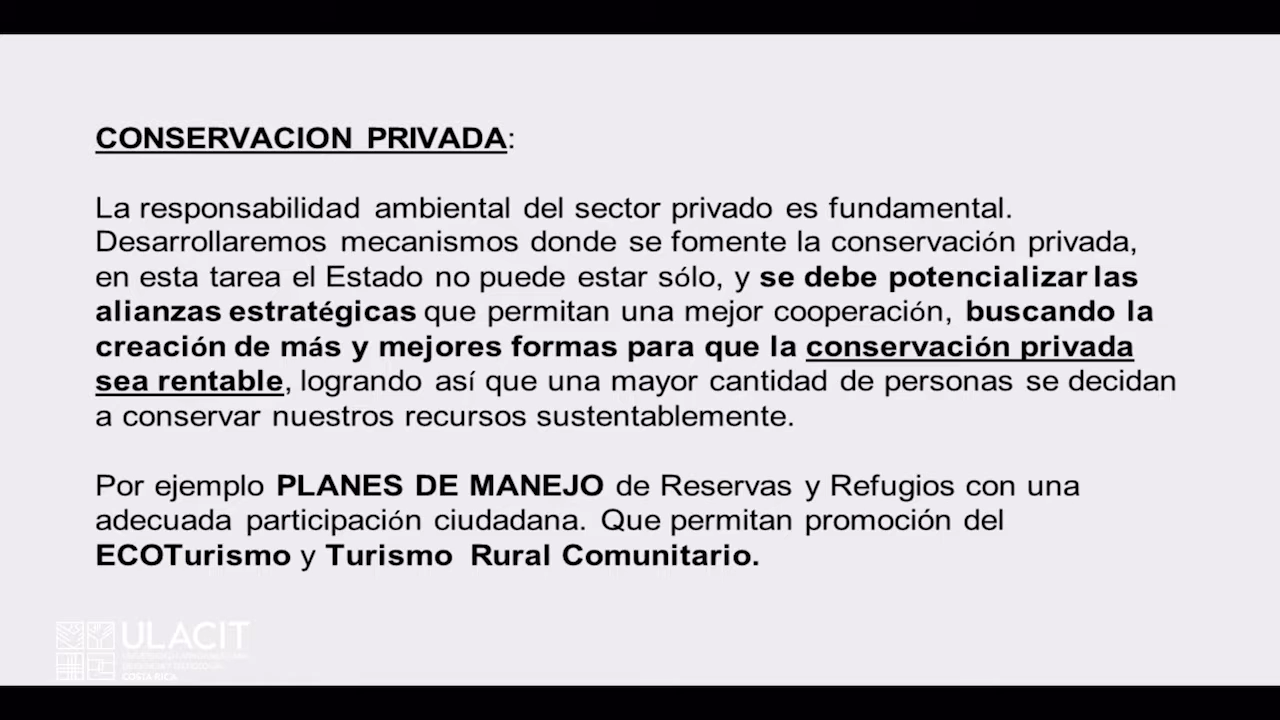 CONSERVACION PRIVADA:
La responsabilidad ambiental del sector privado es fundamental.
Desarrollaremos mecanismos donde se fomente la conservación privada,
en esta tarea el Estado no puede estar sólo, y se debe potencializar las
alianzas estratégicas que permitan una mejor cooperación, buscando la
creación de más y mejores formas para que la conservación privada
sea rentable, logrando así que una mayor cantidad de personas se decidan
a conservar nuestros recursos sustentablemente.
Por ejemplo PLANES DE MANEJO de Reservas y Refugios con una
adecuada participación ciudadana. Que permitan promoción del
ECOTurismo y Turismo Rural Comunitario.
ULACIT
COSTA RICA